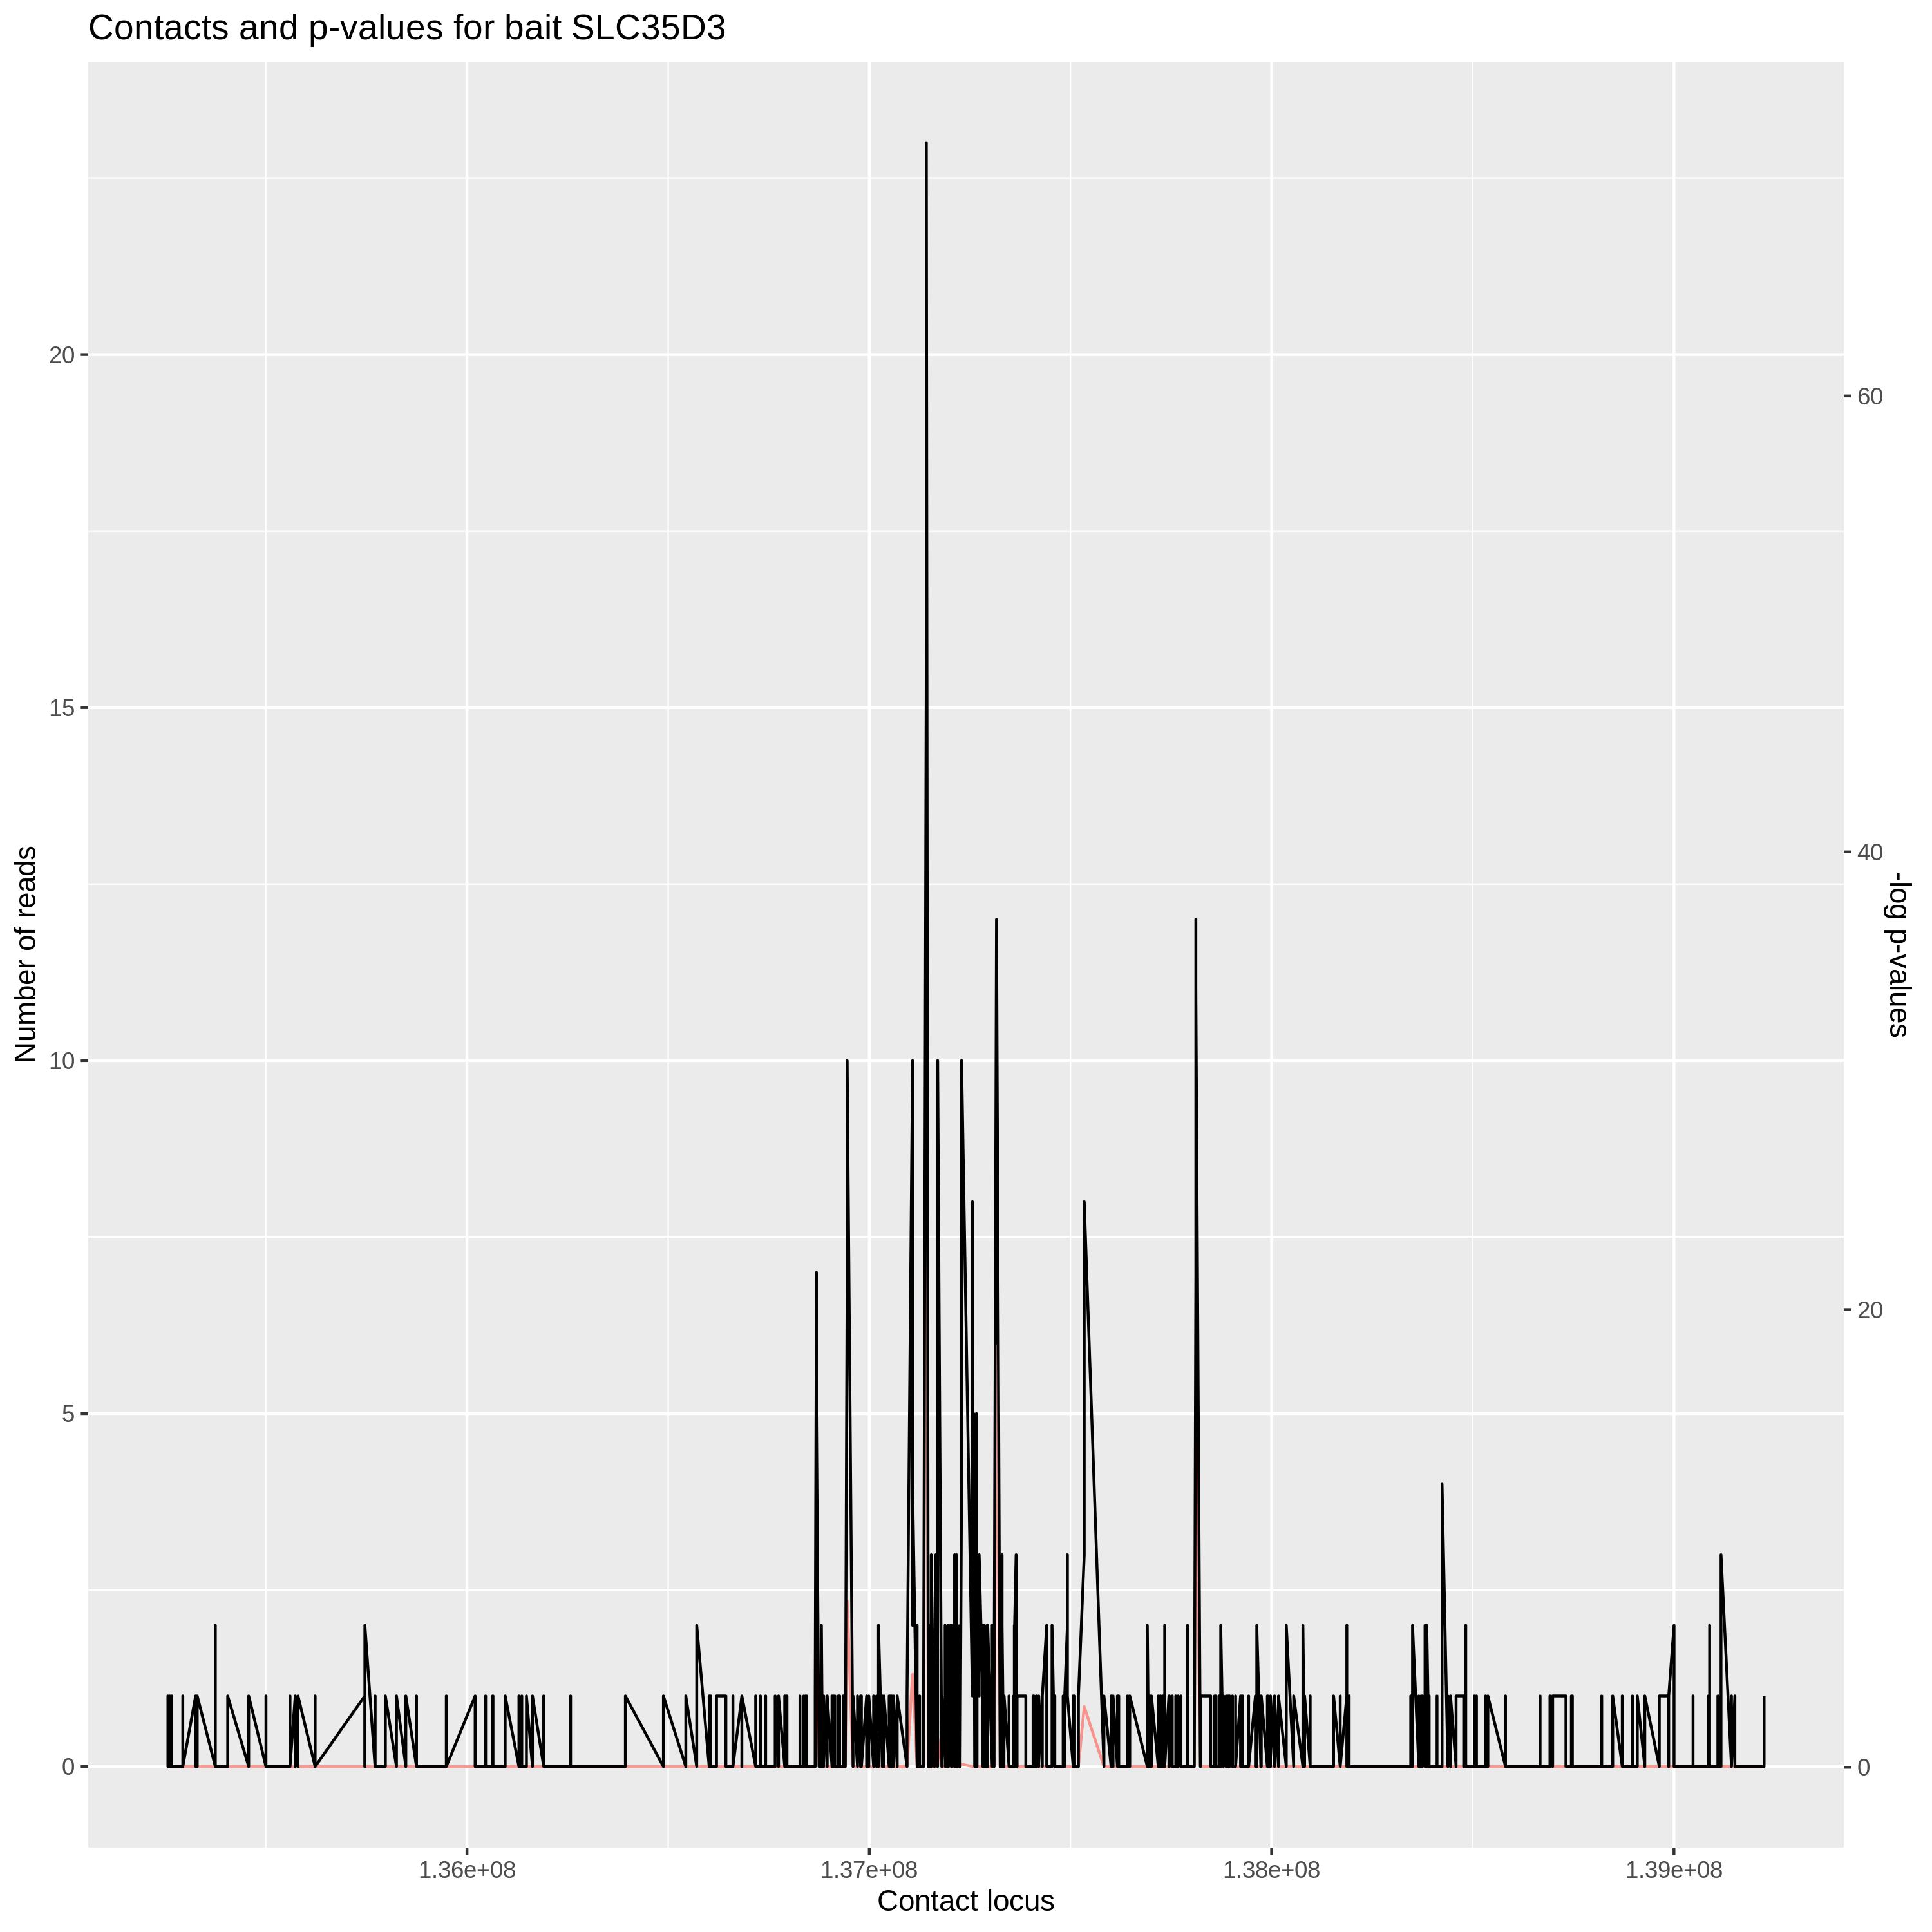 Contacts and p-values for bait SLC35D3
Number of reads
20
15
10
5
0
60
40
20
0
-log p-values
1.36e+08
1.37e+08
1.38e+08
1.39e+08
Contact locus